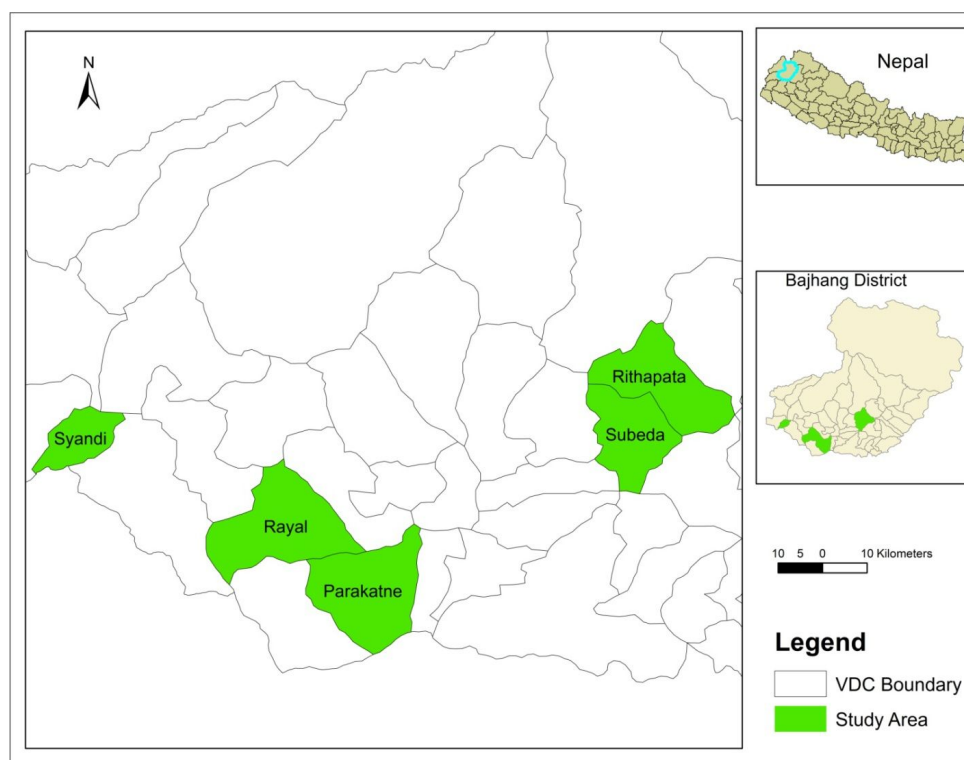 N
Rithapata
Subeda
Syandi
Rayal
Parakatne
Nepal
Bajhang District
10 5 0 10 Kilometers
Legend
VDC Boundary
Study Area